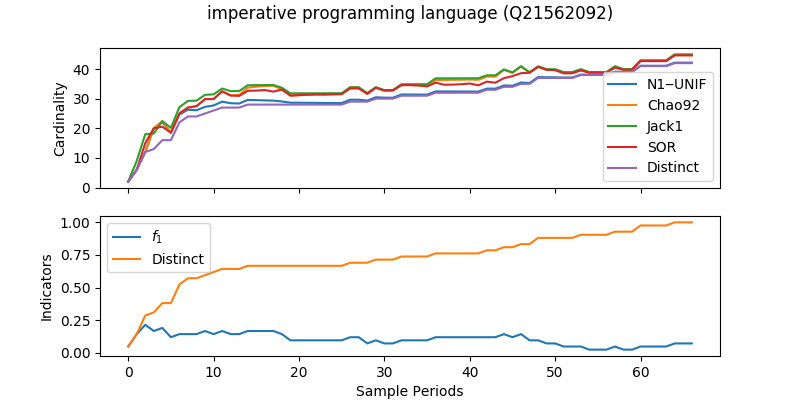 imperative programming language (Q21562092)
Cardinality
40
30
20
10
0
N1−UNIF
Chao92
Jack1
SOR
Distinct
Indicators
1.00
0.75
0.50
0.25
0.00
f₁
Distinct
0 10 20 30 40 50 60
Sample Periods